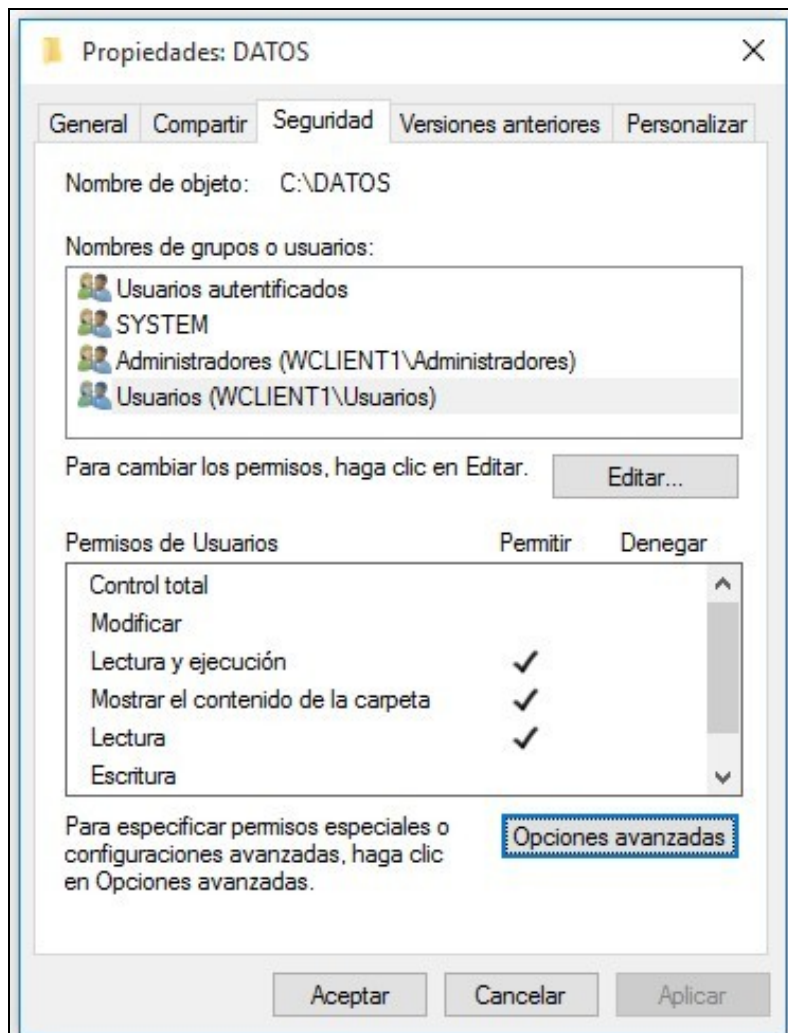 Propiedades: DATOS
General Compartir Seguridad Versiones anteriores Personalizar
Nombre de objeto: C:\DATOS
Nombres de grupos o usuarios:
Usuarios autentificados
SYSTEM
Administradores (WCLIENT1\Administradores)
Usuarios (WCLIENT1\Usuarios)
Para cambiar los permisos, haga clic en Editar. Editar...
Permisos de Usuarios Permitir Denegar
Control total
Modificar
Lectura y ejecución
Mostrar el contenido de la carpeta
Lectura
Escritura
Para especificar permisos especiales o
configuraciones avanzadas, haga clic
en Opciones avanzadas.
Opciones avanzadas
Aceptar Cancelar Aplicar